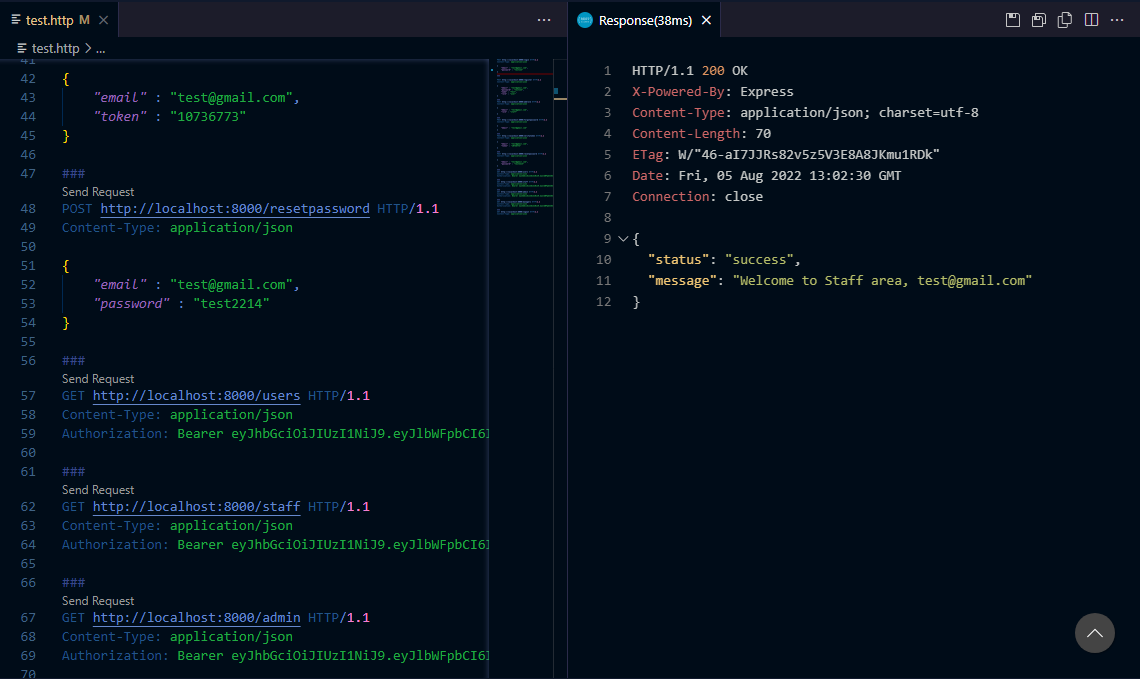 test.http M
test.http > ...
41
42 {
43 "email" : "test@gmail.com",
44 "token" : "10736773"
45 }
46
47 ###
Send Request
48 POST http://localhost:8000/resetpassword HTTP/1.1
49 Content-Type: application/json
50
51 {
52 "email" : "test@gmail.com",
53 "password" : "test2214"
54 }
55
56 ###
Send Request
57 GET http://localhost:8000/users HTTP/1.1
58 Content-Type: application/json
59 Authorization: Bearer eyJhbGciOiJIUzI1NiJ9.eyJlbWFpbCI6I
60
61 ###
Send Request
62 GET http://localhost:8000/staff HTTP/1.1
63 Content-Type: application/json
64 Authorization: Bearer eyJhbGciOiJIUzI1NiJ9.eyJlbWFpbCI6I
65
66 ###
Send Request
67 GET http://localhost:8000/admin HTTP/1.1
68 Content-Type: application/json
69 Authorization: Bearer eyJhbGciOiJIUzI1NiJ9.eyJlbWFpbCI6I
70
Response(38ms)
1 HTTP/1.1 200 OK
2 X-Powered-By: Express
3 Content-Type: application/json; charset=utf-8
4 Content-Length: 70
5 ETag: W/"46-aI7JJRs82v5z5V3E8A8JKmu1RDk"
6 Date: Fri, 05 Aug 2022 13:02:30 GMT
7 Connection: close
8
9 {
10 "status": "success",
11 "message": "Welcome to Staff area, test@gmail.com"
12 }